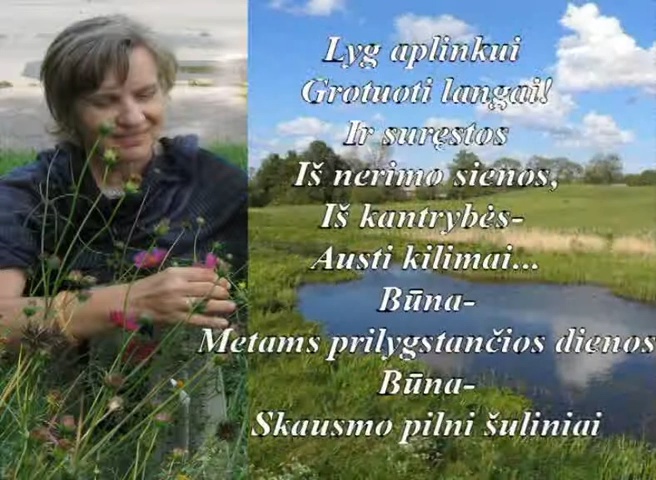 Lyg aplinkui
Grotuoti langai!
Ir suręstos
Iš nerimo sienos,
Iš kantrybės-
Austi kilimai...
Būna-
Metams prilygstančios dienos
Būna-
Skausmo pilni šuliniai